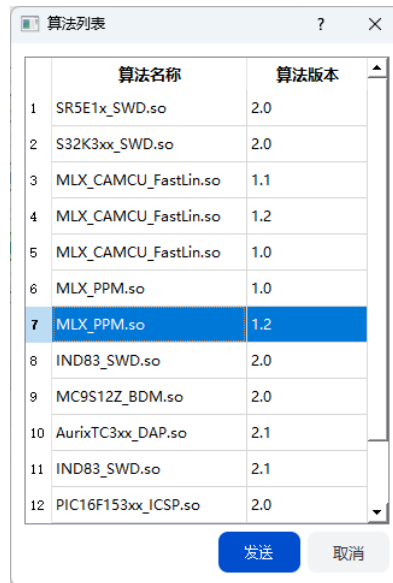 算法列表 ? ×
算法名称 算法版本
1 SR5E1x_SWD.so 2.0
2 S32K3xx_SWD.so 2.0
3 MLX_CAMCU_FastLin.so 1.1
4 MLX_CAMCU_FastLin.so 1.2
5 MLX_CAMCU_FastLin.so 1.0
6 MLX_PPM.so 1.0
7 MLX_PPM.so 1.2
8 IND83_SWD.so 2.0
9 MC9S12Z_BDM.so 2.0
10 AurixTC3xx_DAP.so 2.1
11 IND83_SWD.so 2.1
12 PIC16F153xx_ICSP.so 2.0
发送 取消